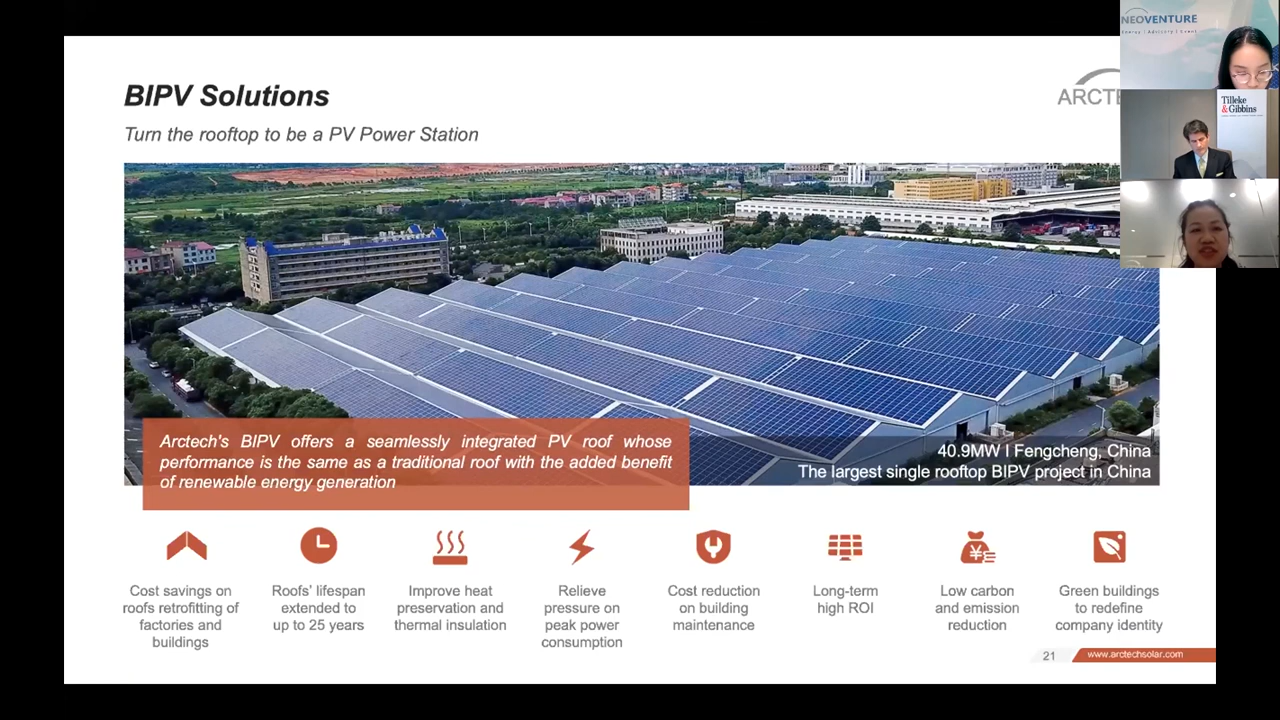 BIPV Solutions
Turn the rooftop to be a PV Power Station
ARCTE
NEOVENTURE
Energy | Advisory | Event
Tilleke
& Gibbins
Arctech's BIPV offers a seamlessly integrated PV roof whose
performance is the same as a traditional roof with the added benefit
of renewable energy generation
40.9MW I Fengcheng, China
The largest single rooftop BIPV project in China
Cost savings on
roofs retrofitting of
factories and
buildings
Roofs' lifespan
extended to
up to 25 years
Improve heat
preservation and
thermal insulation
Relieve
pressure on
peak power
consumption
Cost reduction
on building
maintenance
Long-term
high ROI
¥
Low carbon
and emission
reduction
Green buildings
to redefine
company identity
21
www.arctechsolar.com